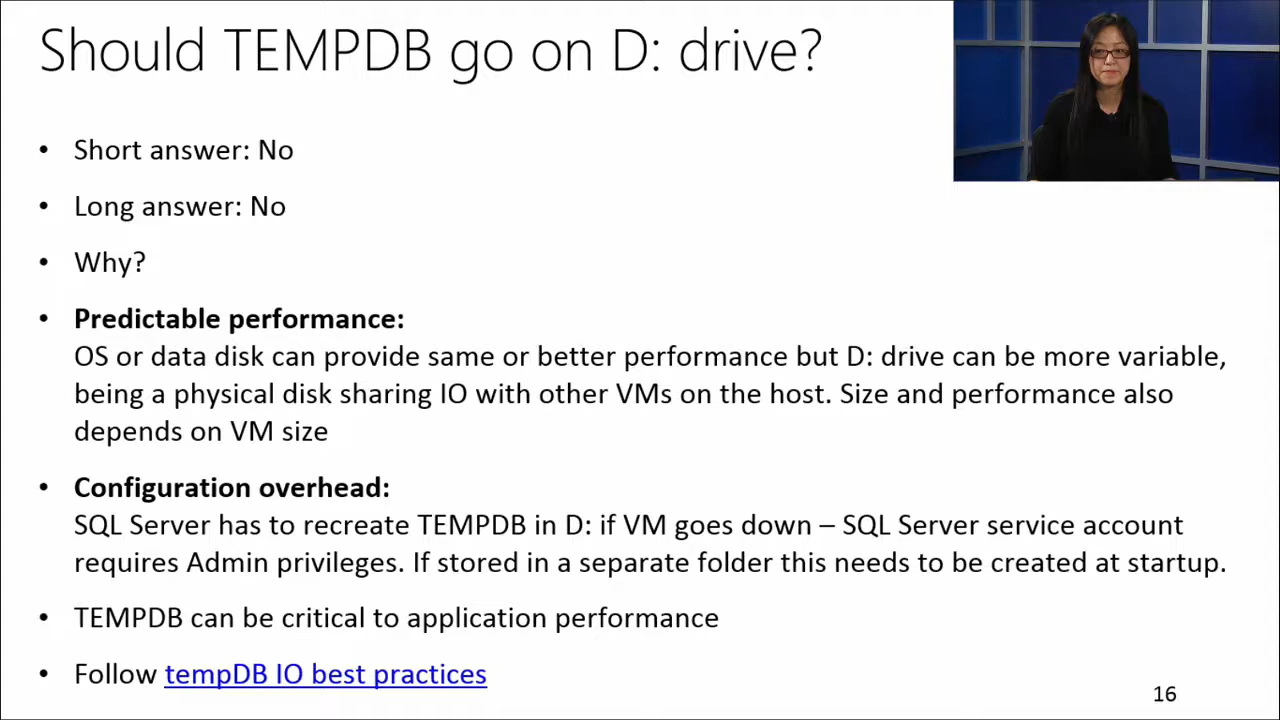 Should TEMPDB go on D: drive?
• Short answer: No
• Long answer: No
• Why?
• Predictable performance:
OS or data disk can provide same or better performance but D: drive can be more variable,
being a physical disk sharing IO with other VMs on the host. Size and performance also
depends on VM size
• Configuration overhead:
SQL Server has to recreate TEMPDB in D: if VM goes down – SQL Server service account
requires Admin privileges. If stored in a separate folder this needs to be created at startup.
• TEMPDB can be critical to application performance
• Follow tempDB IO best practices
16